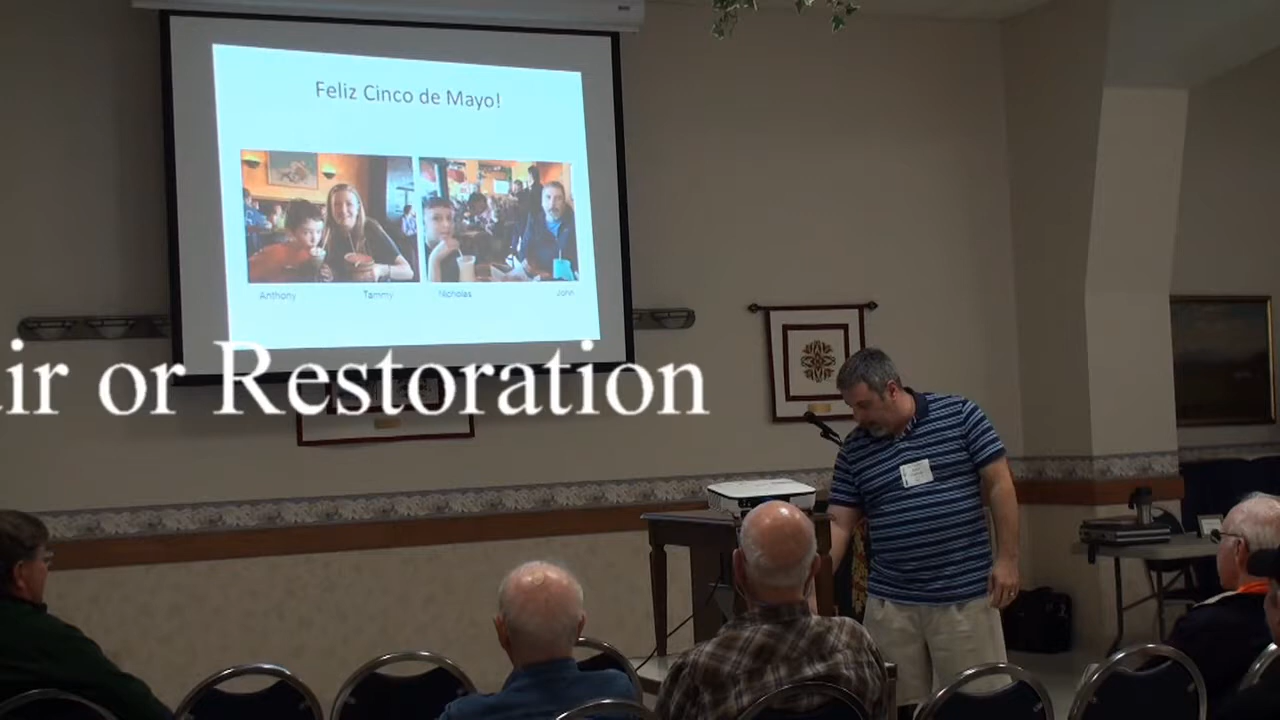 Feliz Cinco de Mayo!
Anthony Tammy Nicholas John
ir or Restoration